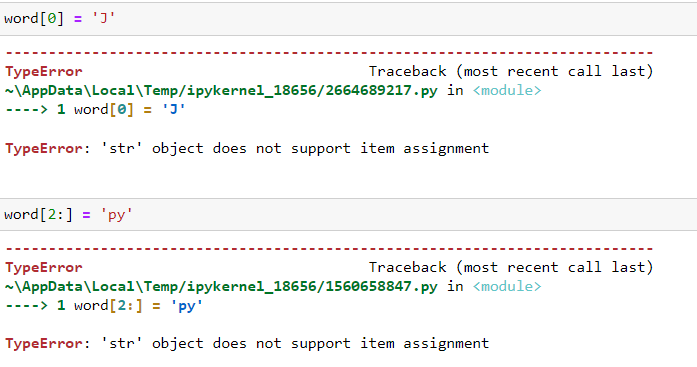 word[0] = 'J'
---------------------------------------------------------------------------
TypeError                                 Traceback (most recent call last)
~\AppData\Local\Temp/ipykernel_18656/2664689217.py in <module>
----> 1 word[0] = 'J'
TypeError: 'str' object does not support item assignment
word[2:] = 'py'
---------------------------------------------------------------------------
TypeError                                 Traceback (most recent call last)
~\AppData\Local\Temp/ipykernel_18656/1560658847.py in <module>
----> 1 word[2:] = 'py'
TypeError: 'str' object does not support item assignment